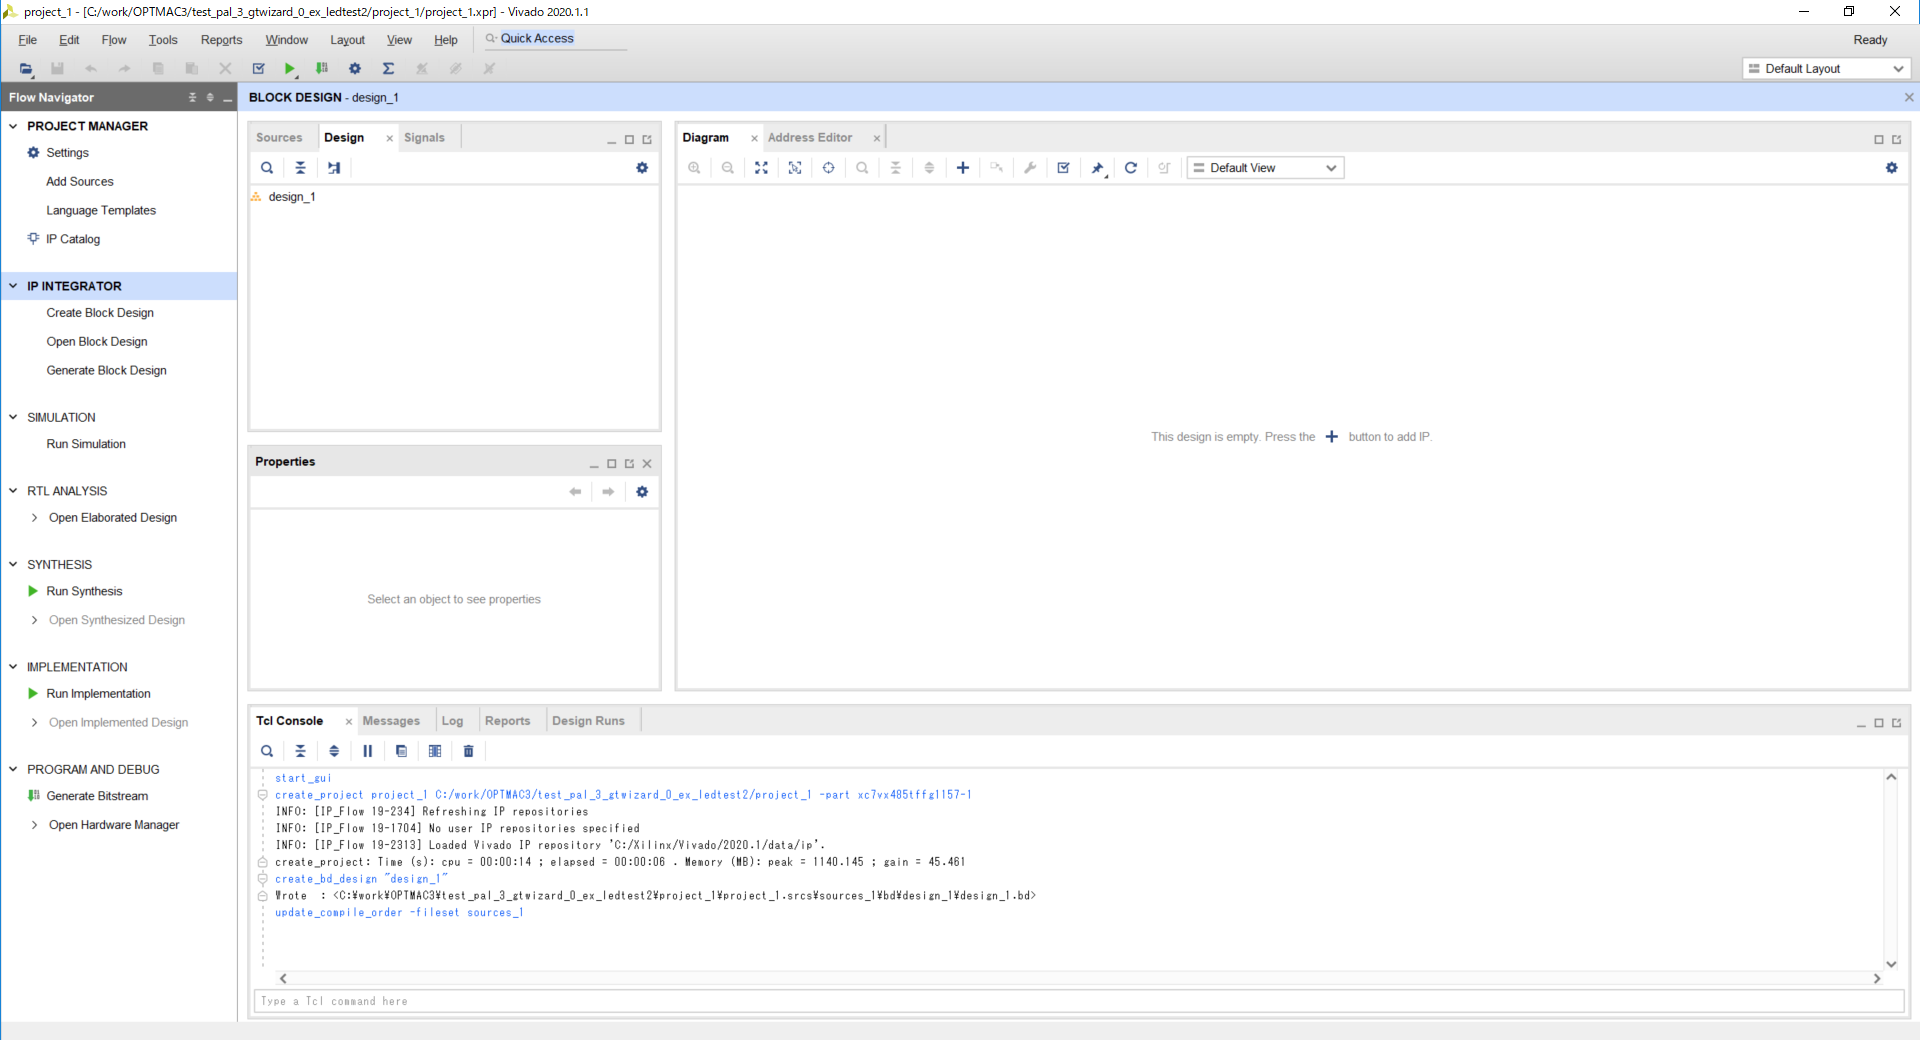 project_1 - [C:/work/OPTMAC3/test_pal_3_gtwizard_0_ex_ledtest2/project_1/project_1.xpr] - Vivado 2020.1.1
File Edit Flow Tools Reports Window Layout View Help Quick Access Ready
Default Layout
Flow Navigator
BLOCK DESIGN - design_1
PROJECT MANAGER
Settings
Add Sources
Language Templates
IP Catalog
IP INTEGRATOR
Create Block Design
Open Block Design
Generate Block Design
SIMULATION
Run Simulation
RTL ANALYSIS
Open Elaborated Design
SYNTHESIS
Run Synthesis
Open Synthesized Design
IMPLEMENTATION
Run Implementation
Open Implemented Design
PROGRAM AND DEBUG
Generate Bitstream
Open Hardware Manager
Sources Design Signals
design_1
Properties
Select an object to see properties
Diagram Address Editor
Default View
This design is empty. Press the + button to add IP.
Tcl Console Messages Log Reports Design Runs
start_gui
create_project project_1 C:/work/OPTMAC3/test_pal_3_gtwizard_0_ex_ledtest2/project_1 -part xc7vx485tffg1157-1
INFO: [IP_Flow 19-234] Refreshing IP repositories
INFO: [IP_Flow 19-1704] No user IP repositories specified
INFO: [IP_Flow 19-2313] Loaded Vivado IP repository 'C:/Xilinx/Vivado/2020.1/data/ip'.
create_project: Time (s): cpu = 00:00:14 ; elapsed = 00:00:06 . Memory (MB): peak = 1140.145 ; gain = 45.461
create_bd_design "design_1"
Wrote : <C:¥work¥OPTMAC3¥test_pal_3_gtwizard_0_ex_ledtest2¥project_1¥project_1.srcs¥sources_1¥bd¥design_1¥design_1.bd>
update_compile_order -fileset sources_1
Type a Tcl command here